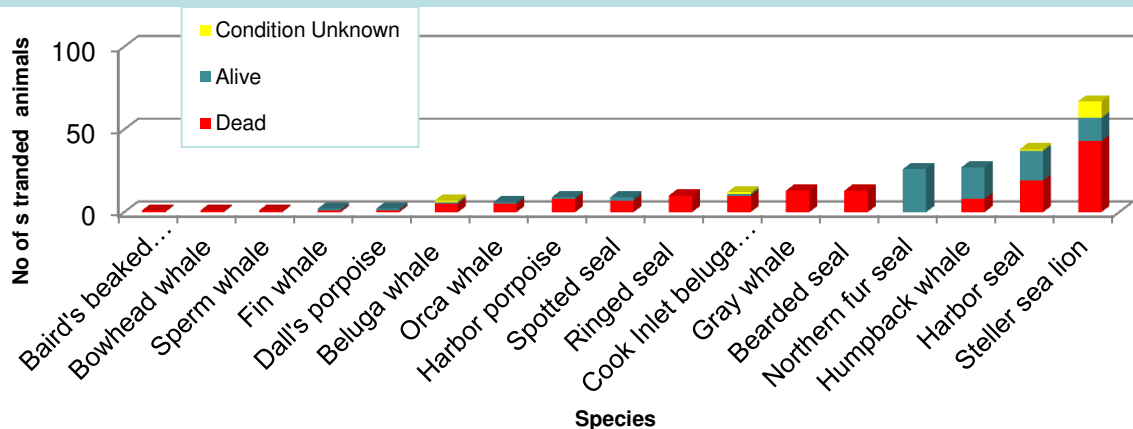 Condition Unknown
Alive
Dead
No of s tranded animals
100
50
0
Baird's beaked...
Bowhead whale
Sperm whale
Fin whale
Dall's porpoise
Beluga whale
Orca whale
Harbor porpoise
Spotted seal
Ringed seal
Cook Inlet beluga...
Gray whale
Bearded seal
Northern fur seal
Humpback whale
Harbor seal
Steller sea lion
Species